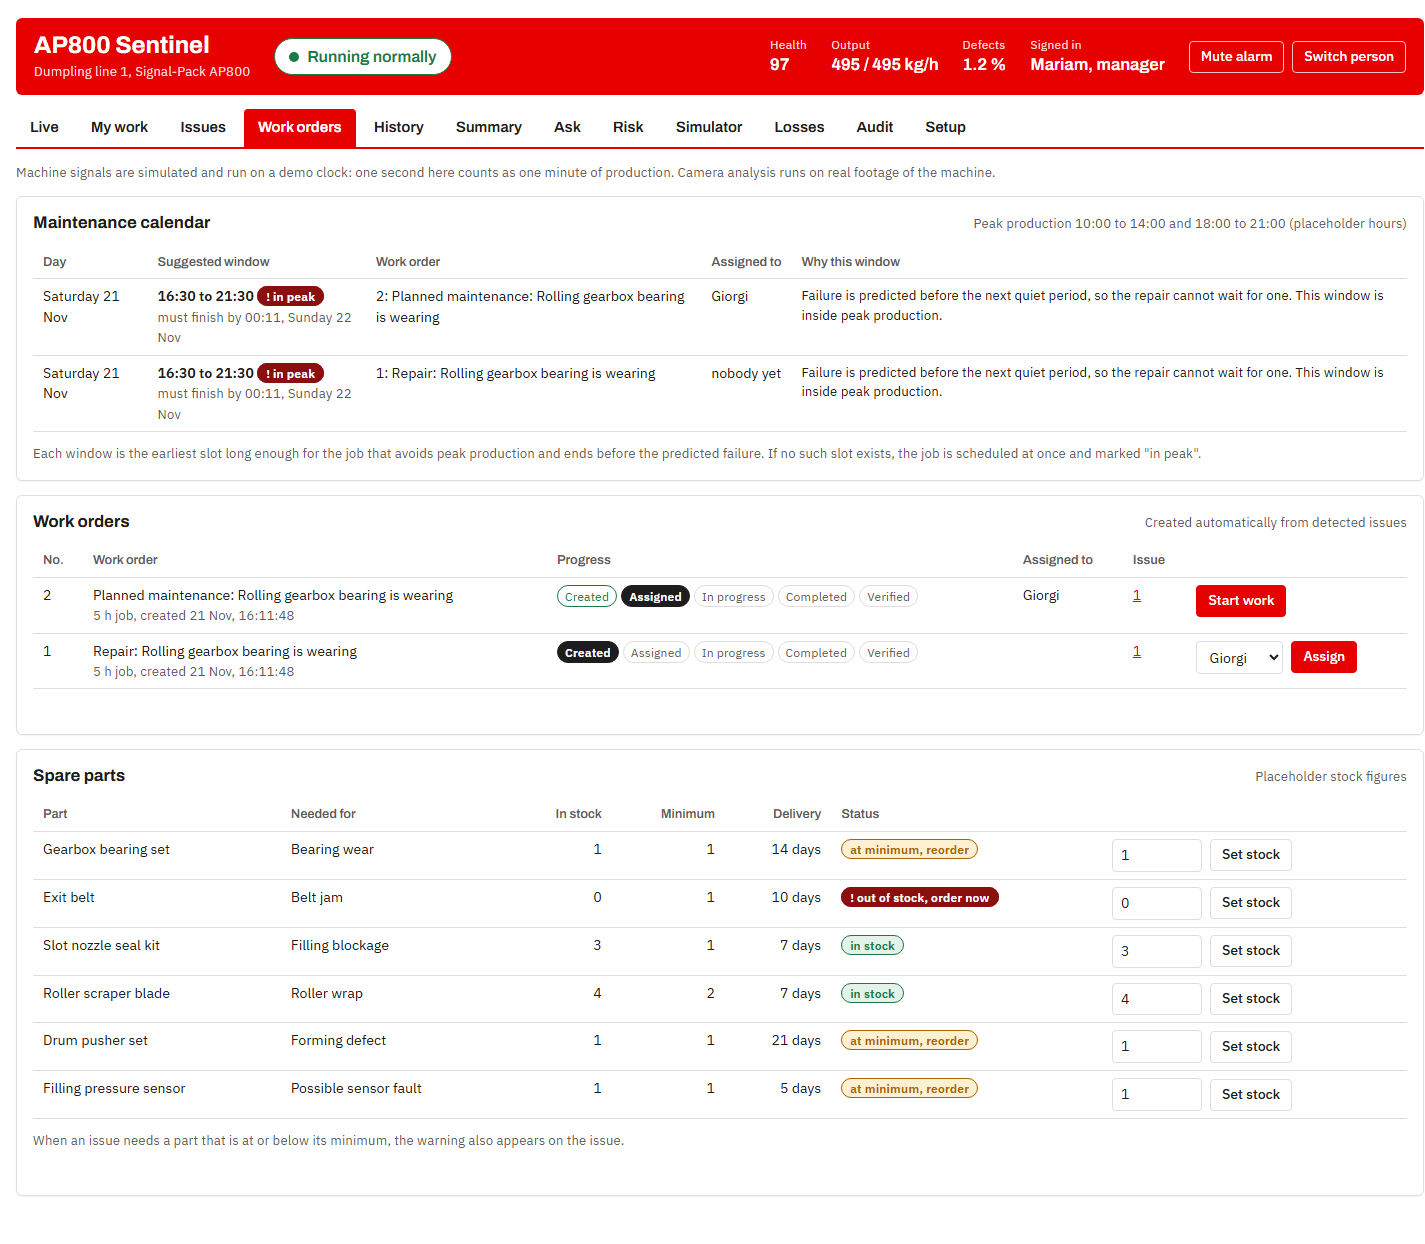 AP800 Sentinel
Dumpling line 1, Signal-Pack AP800
Running normally
Health
97
Output
495 / 495 kg/h
Defects
1.2 %
Signed in
Mariam, manager
Mute alarm
Switch person
Live My work Issues Work orders History Summary Ask Risk Simulator Losses Audit Setup
Machine signals are simulated and run on a demo clock: one second here counts as one minute of production. Camera analysis runs on real footage of the machine.
Maintenance calendar
Peak production 10:00 to 14:00 and 18:00 to 21:00 (placeholder hours)
Day Suggested window Work order Assigned to Why this window
Saturday 21
Nov
16:30 to 21:30 ! in peak
must finish by 00:11, Sunday 22
Nov
2: Planned maintenance: Rolling gearbox bearing
is wearing
Giorgi
Failure is predicted before the next quiet period, so the repair cannot wait for one. This window is
inside peak production.
Saturday 21
Nov
16:30 to 21:30 ! in peak
must finish by 00:11, Sunday 22
Nov
1: Repair: Rolling gearbox bearing is wearing
nobody yet
Failure is predicted before the next quiet period, so the repair cannot wait for one. This window is
inside peak production.
Each window is the earliest slot long enough for the job that avoids peak production and ends before the predicted failure. If no such slot exists, the job is scheduled at once and marked "in peak".
Work orders
Created automatically from detected issues
No. Work order Progress Assigned to Issue
2 Planned maintenance: Rolling gearbox bearing is wearing
5 h job, created 21 Nov, 16:11:48
Created Assigned In progress Completed Verified
Giorgi
1
Start work
1 Repair: Rolling gearbox bearing is wearing
5 h job, created 21 Nov, 16:11:48
Created Assigned In progress Completed Verified
1
Giorgi
Assign
Spare parts
Placeholder stock figures
Part Needed for In stock Minimum Delivery Status
Gearbox bearing set Bearing wear 1 1 14 days at minimum, reorder 1 Set stock
Exit belt Belt jam 0 1 10 days ! out of stock, order now 0 Set stock
Slot nozzle seal kit Filling blockage 3 1 7 days in stock 3 Set stock
Roller scraper blade Roller wrap 4 2 7 days in stock 4 Set stock
Drum pusher set Forming defect 1 1 21 days at minimum, reorder 1 Set stock
Filling pressure sensor Possible sensor fault 1 1 5 days at minimum, reorder 1 Set stock
When an issue needs a part that is at or below its minimum, the warning also appears on the issue.